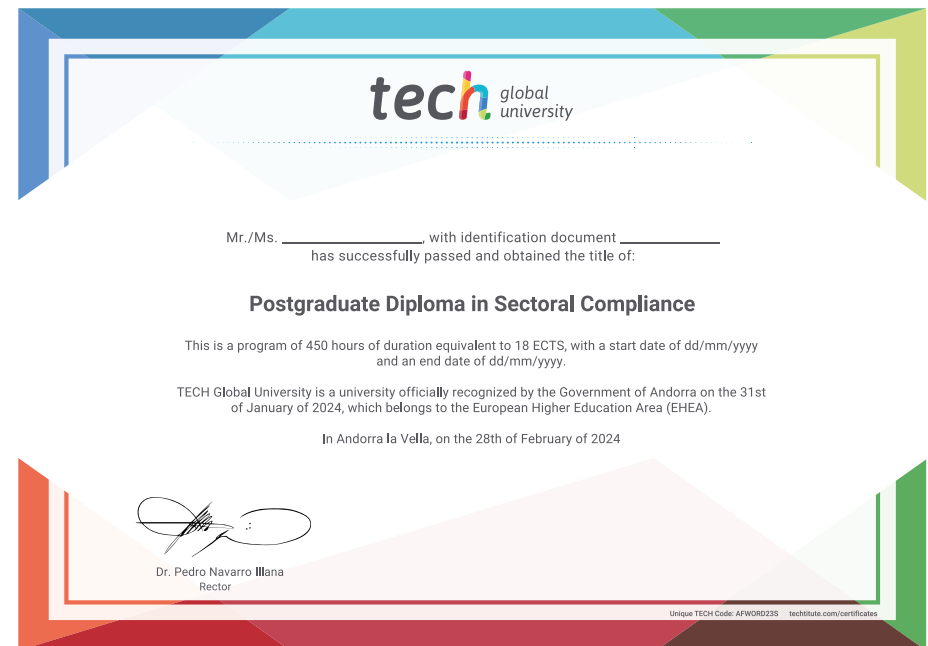 tech global
university
Mr./Ms. ____________________, with identification document ______________
has successfully passed and obtained the title of:
Postgraduate Diploma in Sectoral Compliance
This is a program of 450 hours of duration equivalent to 18 ECTS, with a start date of dd/mm/yyyy
and an end date of dd/mm/yyyy.
TECH Global University is a university officially recognized by the Government of Andorra on the 31st
of January of 2024, which belongs to the European Higher Education Area (EHEA).
In Andorra la Vella, on the 28th of February of 2024
Dr. Pedro Navarro Illana
Rector
Unique TECH Code: AFWORD23S techtitute.com/certificates